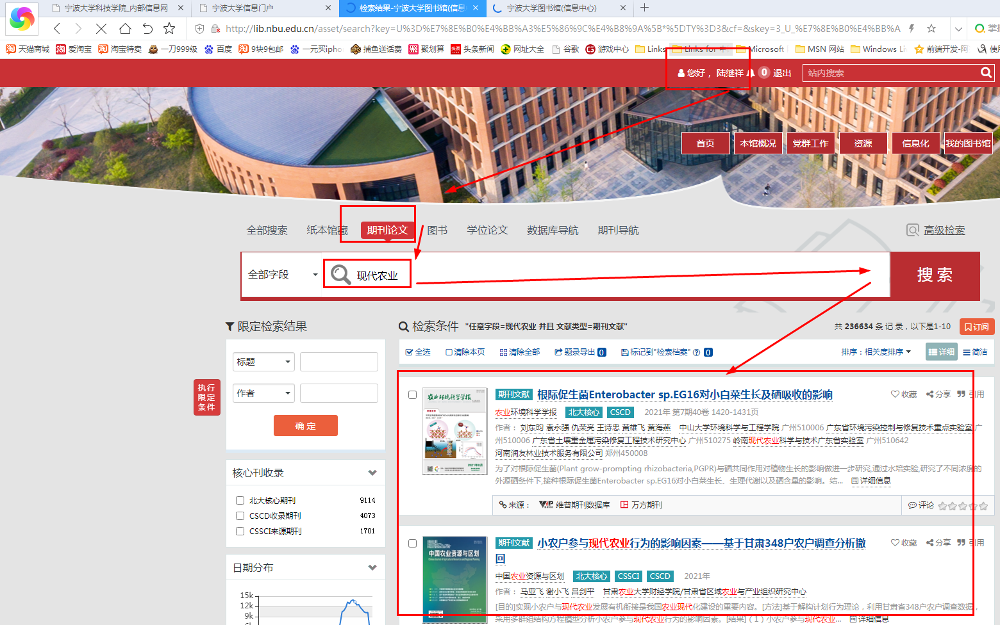 宁波大学科技学院_内部信息网
宁波大学信息门户
检索结果-宁波大学图书馆(信息
宁波大学图书馆(信息中心)
http://lib.nbu.edu.cn/asset/search?key=U%3D%E7%8E%B0%E4%BB%A3%E5%86%9C%E4%B8%9A%5B*%5DTY%3D3&cf=&skey=3_U_%E7%8E%B0%E4%BB%A
天猫商城 爱淘宝 淘宝特卖 一刀999级 百度 9块9包邮 一元买ipho 捕鱼送话费 聚划算 头条新闻 网址大全 谷歌 游戏中心 Links Links for 中 Microsoft MSN 网站 Windows Li 前端开发-阿 使用
您好， 陆继祥 0 退出 站内搜索
首页 本馆概况 党群工作 资源 信息化 我的图书馆
全部搜索 纸本馆藏 期刊论文 图书 学位论文 数据库导航 期刊导航 高级检索
全部字段 现代农业 搜 索
限定检索结果
标题
作者
执行
限定
条件
确 定
核心刊收录
北大核心期刊 9114
CSCD收录期刊 4073
CSSCI来源期刊 1701
日期分布
15k
12k
9k
6k
检索条件 "任意字段=现代农业 并且 文献类型=期刊文献" 共 236634 条 记 录，以下是1-10 订阅
全选 清除本页 清除全部 题录导出 0 标记到"检索档案" 0 排序：相关度排序 详细 简洁
期刊文献 根际促生菌Enterobacter sp.EG16对小白菜生长及硒吸收的影响 收藏 分享 引用
农业环境科学学报 北大核心 CSCD 2021年 第7期40卷 1420-1431页
作者： 刘东昀 袁永强 仇荣亮 王诗忠 黄雄飞 黄海燕 中山大学环境科学与工程学院 广州510006 广东省环境污染控制与修复技术重点实验室 广
州510006 广东省土壤重金属污染修复工程技术研究中心 广州510275 岭南现代农业科学与技术广东省实验室 广州510642
河南润友林业技术服务有限公司 郑州450008
为了对根际促生菌(Plant grow-prompting rhizobacteria,PGPR)与硒共同作用对植物生长的影响做进一步研究,通过水培实验,研究了不同浓度的
外源硒条件下,接种根际促生菌Enterobacter sp.EG16对小白菜生长、生理代谢以及硒含量的影响。结... 详细信息
来源： 维普期刊数据库 万方期刊 评论
期刊文献 小农户参与现代农业行为的影响因素——基于甘肃348户农户调查分析撤 收藏 分享 引用
回
中国农业资源与区划 北大核心 CSSCI CSCD 2021年
作者： 马亚飞 谢小飞 吕剑平 甘肃农业大学财经学院/甘肃省区域农业与产业组织研究中心
[目的]实现小农户与现代农业发展有机衔接是我国农业现代化建设的重要内容。[方法]基于解构计划行为理论，利用甘肃省348户农户调查数据，
采用多群组结构方程模型分析小农户参与现代农业行为的影响因素。[结果]（1）小农户参与现代农业... 详细信息
农业环境科学学报
中国农业资源与区划